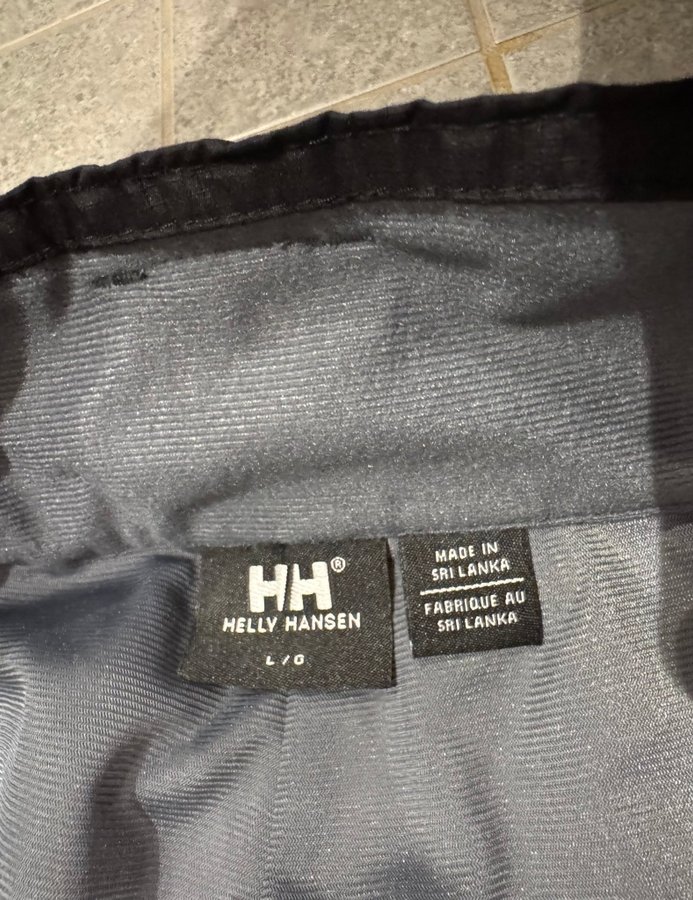 HH®
HELLY HANSEN
L / G
MADE IN
SRI LANKA
FABRIQUE AU
SRI LANKA